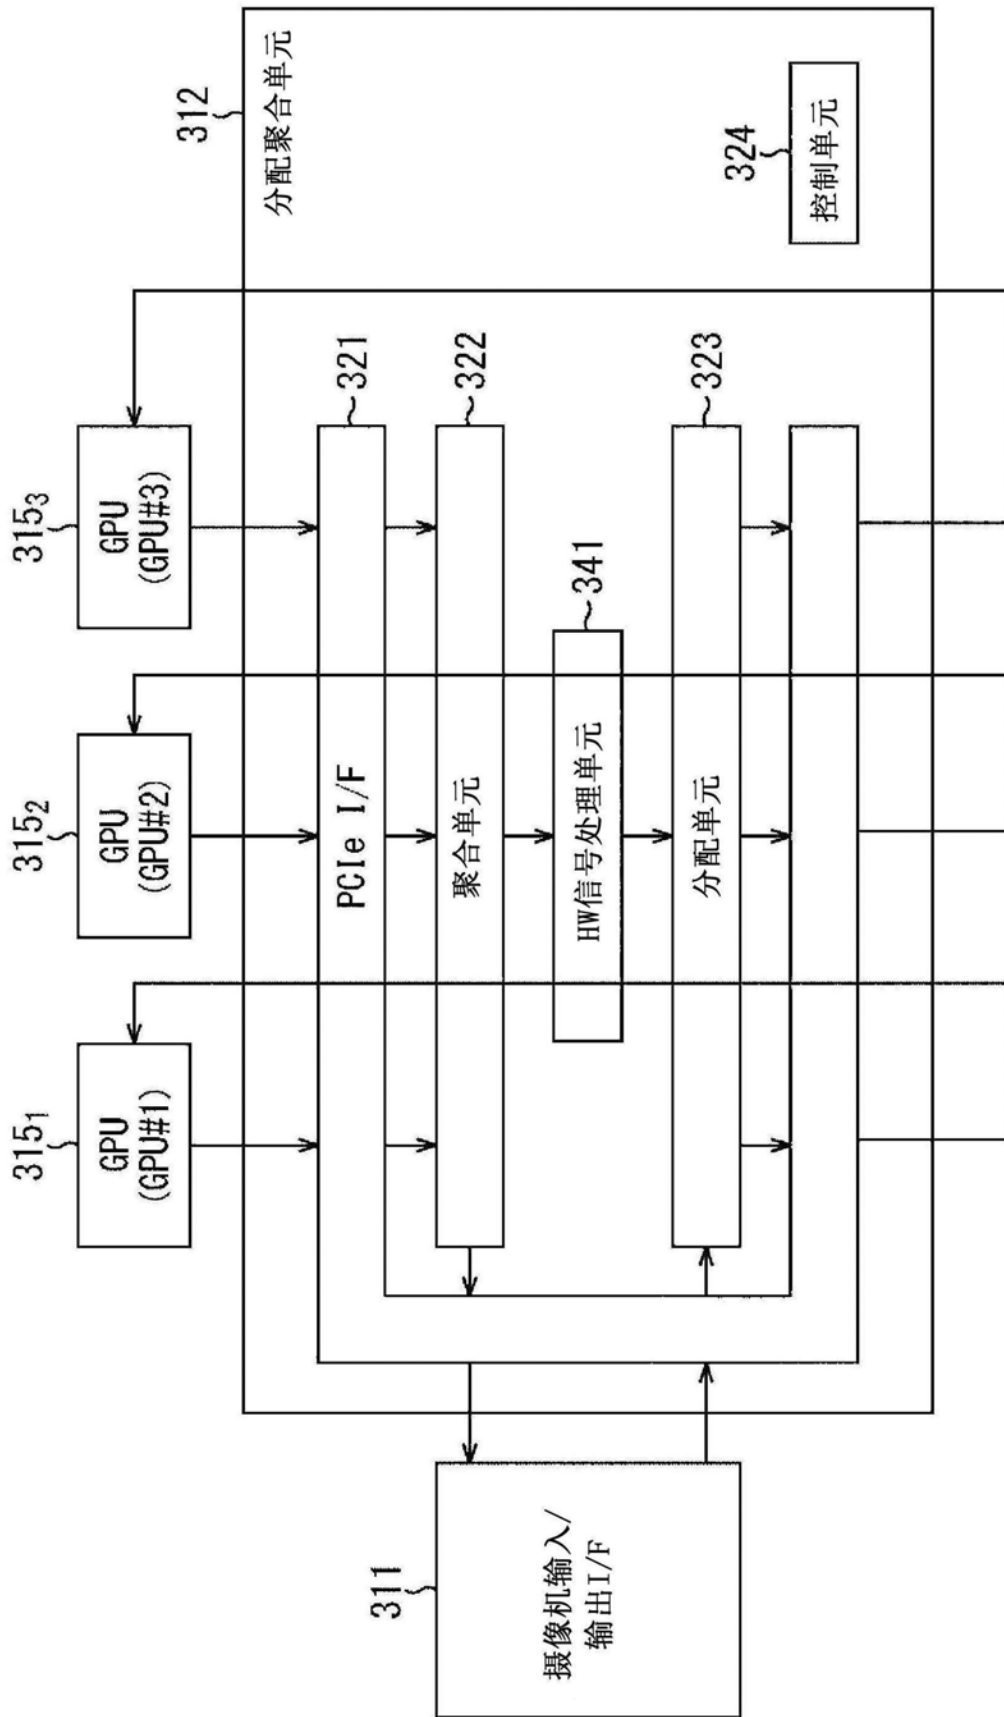 312
分配聚合单元
324
控制单元
315₁
GPU
(GPU#1)
315₂
GPU
(GPU#2)
315₃
GPU
(GPU#3)
321
PCIe I/F
322
聚合单元
341
HW信号处理单元
323
分配单元
311
摄像机输入/
输出I/F